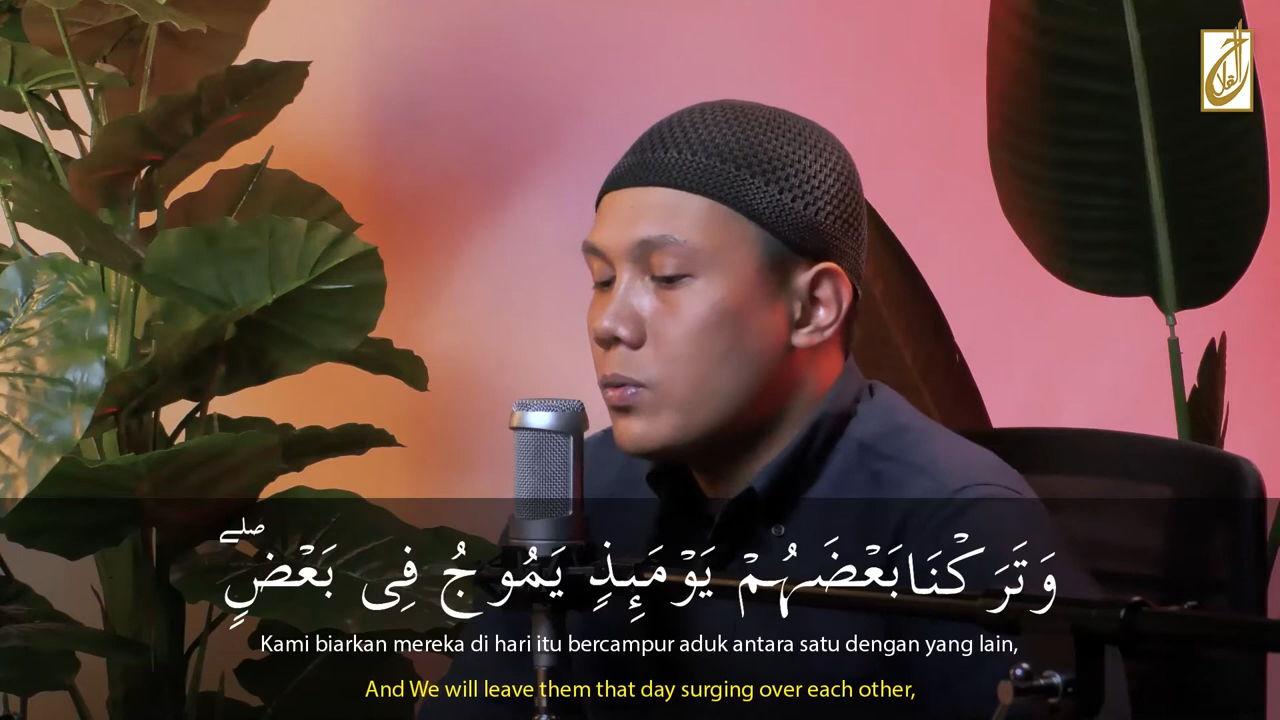 وَتَرَكْنَا بَعْضَهُمْ يَوْمَئِذٍ يَمُوجُ فِى بَعْضٍ ۖ
Kami biarkan mereka di hari itu bercampur aduk antara satu dengan yang lain,
And We will leave them that day surging over each other,